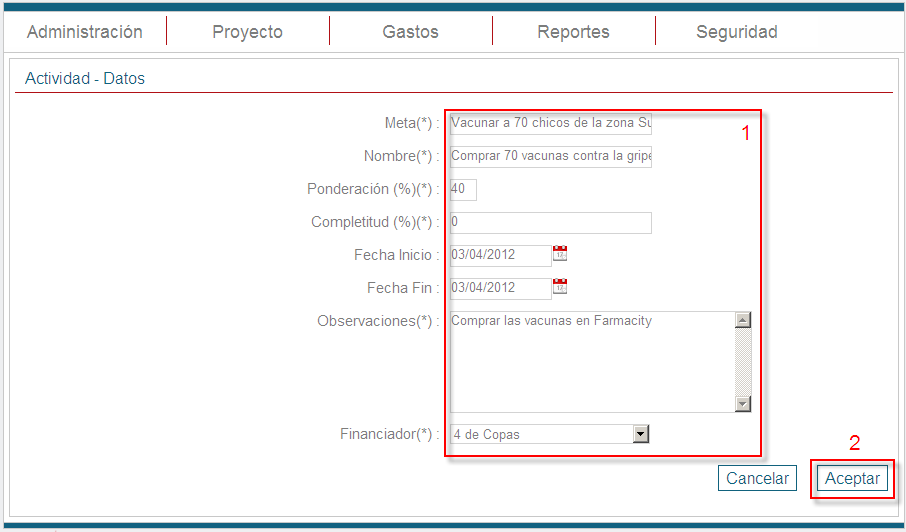 Administración Proyecto Gastos Reportes Seguridad
Actividad - Datos
Meta(*) : Vacunar a 70 chicos de la zona Su
1
Nombre(*) : Comprar 70 vacunas contra la gripe
Ponderación (%)(*) : 40
Completitud (%)(*) : 0
Fecha Inicio : 03/04/2012
Fecha Fin : 03/04/2012
Observaciones(*) : Comprar las vacunas en Farmacity
Financiador(*) : 4 de Copas
2
Cancelar Aceptar